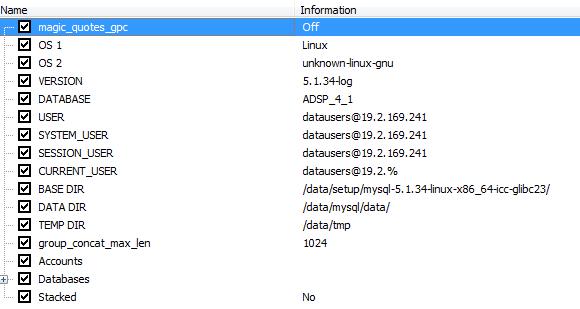 Name Information
magic_quotes_gpc Off
OS 1 Linux
OS 2 unknown-linux-gnu
VERSION 5.1.34-log
DATABASE ADSP_4_1
USER datausers@19.2.169.241
SYSTEM_USER datausers@19.2.169.241
SESSION_USER datausers@19.2.169.241
CURRENT_USER datausers@19.2.%
BASE DIR /data/setup/mysql-5.1.34-linux-x86_64-icc-glibc23/
DATA DIR /data/mysql/data/
TEMP DIR /data/tmp
group_concat_max_len 1024
Accounts
Databases
Stacked No